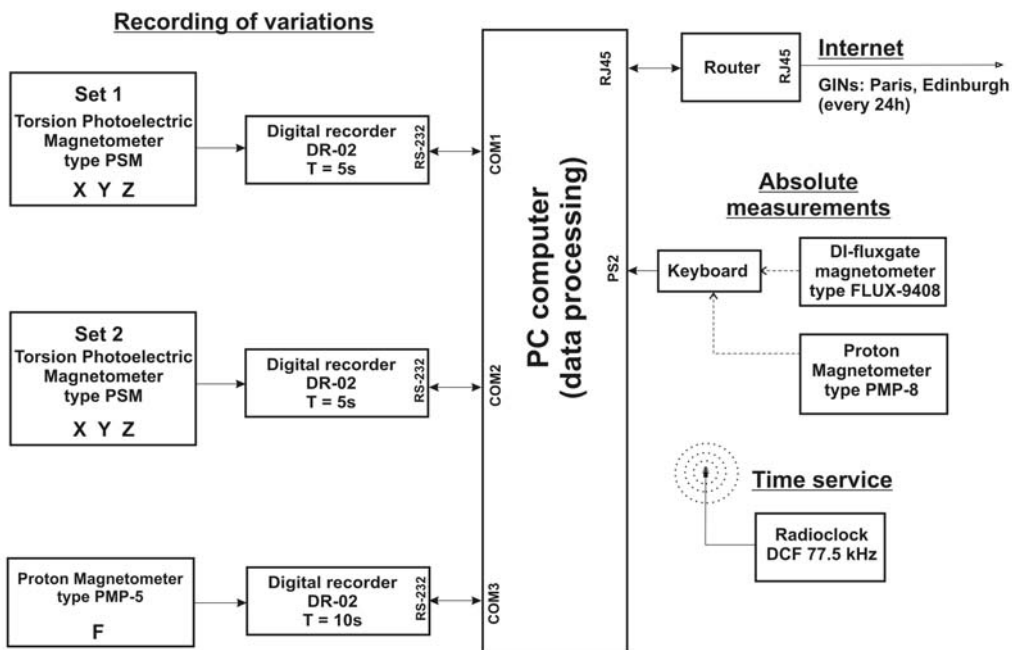 Recording of variations
Set 1
Torsion Photoelectric
Magnetometer
type PSM
X Y Z
Digital recorder
DR-02
T = 5s
RS-232
COM1
Set 2
Torsion Photoelectric
Magnetometer
type PSM
X Y Z
Digital recorder
DR-02
T = 5s
RS-232
COM2
Proton Magnetometer
type PMP-5
F
Digital recorder
DR-02
T = 10s
RS-232
COM3
PC computer
(data processing)
RJ45
Router
RJ45
Internet
GINs: Paris, Edinburgh
(every 24h)
Absolute
measurements
PS2
Keyboard
DI-fluxgate
magnetometer
type FLUX-9408
Proton
Magnetometer
type PMP-8
Time service
Radioclock
DCF 77.5 kHz